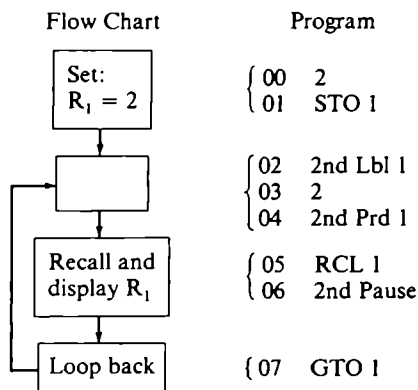 Flow Chart Program
Set:
R₁ = 2
00 2
01 STO 1
02 2nd Lbl 1
03 2
04 2nd Prd 1
Recall and
display R₁
05 RCL 1
06 2nd Pause
Loop back
07 GTO 1